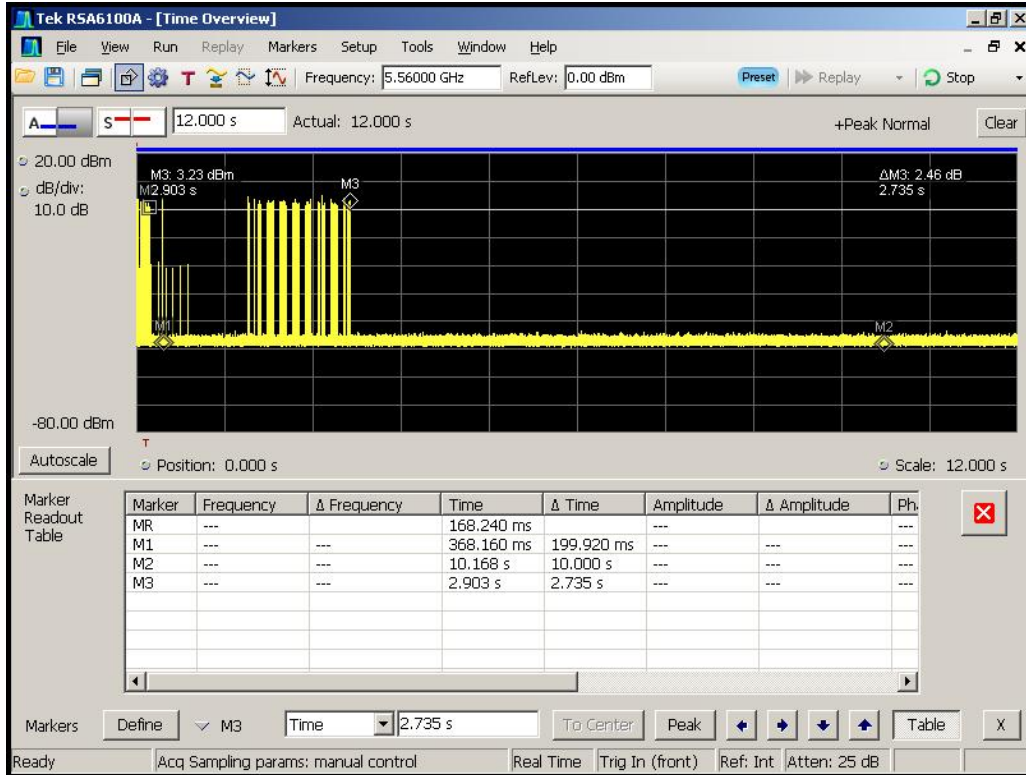 Tek RSA6100A - [Time Overview]
File View Run Replay Markers Setup Tools Window Help
T Frequency: 5.56000 GHz RefLev: 0.00 dBm Preset Replay Stop
A S 12.000 s Actual: 12.000 s +Peak Normal Clear
20.00 dBm
dB/div:
10.0 dB
M3: 3.23 dBm
2.903 s
M3
ΔM3: 2.46 dB
2.735 s
M1
M2
-80.00 dBm
T
Autoscale Position: 0.000 s Scale: 12.000 s
Marker
Readout
Table
Marker Frequency Δ Frequency Time Δ Time Amplitude Δ Amplitude Ph
MR --- 168.240 ms --- ---
M1 --- --- 368.160 ms 199.920 ms --- --- ---
M2 --- --- 10.168 s 10.000 s --- --- ---
M3 --- --- 2.903 s 2.735 s --- --- ---
Markers Define M3 Time 2.735 s To Center Peak Table X
Ready Acq Sampling params: manual control Real Time Trig In (front) Ref: Int Atten: 25 dB